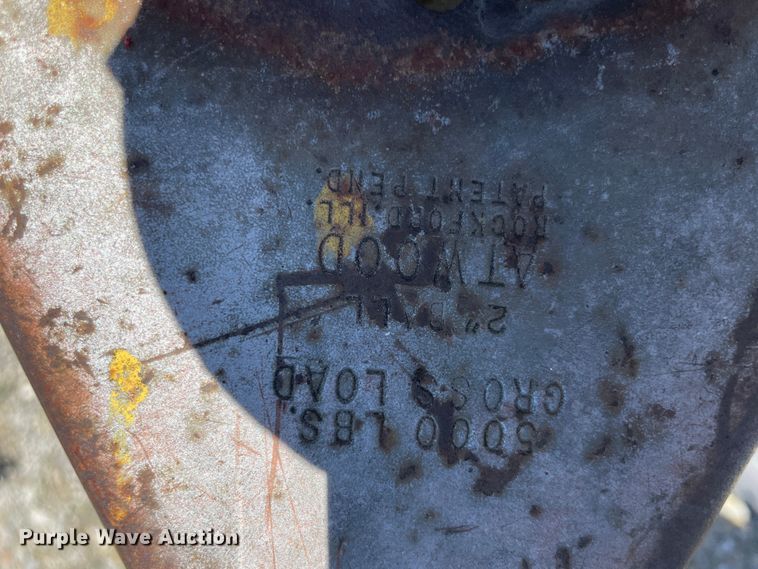 5000 LBS.
GROSS LOAD
2" BALL
ATWOOD
ROCKFORD, ILL.
PATENT PEND.
Purple Wave Auction